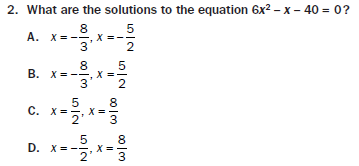 2. What are the solutions to the equation 6x² – x – 40 = 0?
A. x = -8/3, x = -5/2
B. x = -8/3, x = 5/2
C. x = 5/2, x = 8/3
D. x = -5/2, x = 8/3